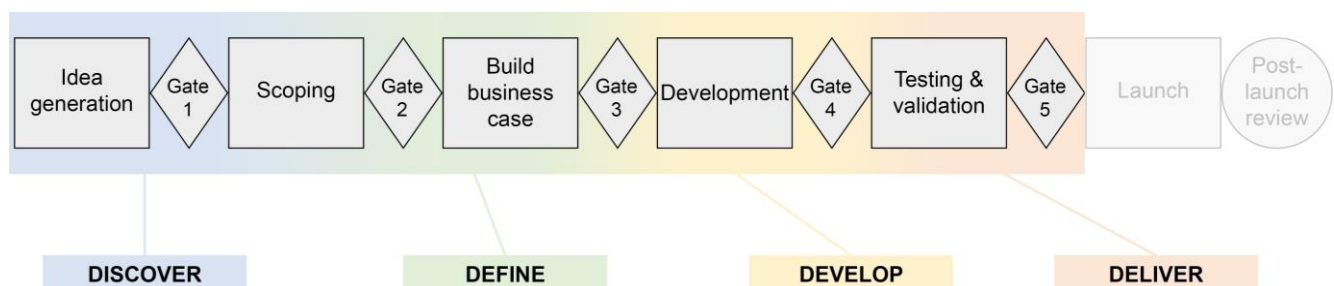 Idea
generation
Gate
1
Scoping
Gate
2
Build
business
case
Gate
3
Development
Gate
4
Testing &
validation
Gate
5
Launch
Post-
launch
review
DISCOVER
DEFINE
DEVELOP
DELIVER